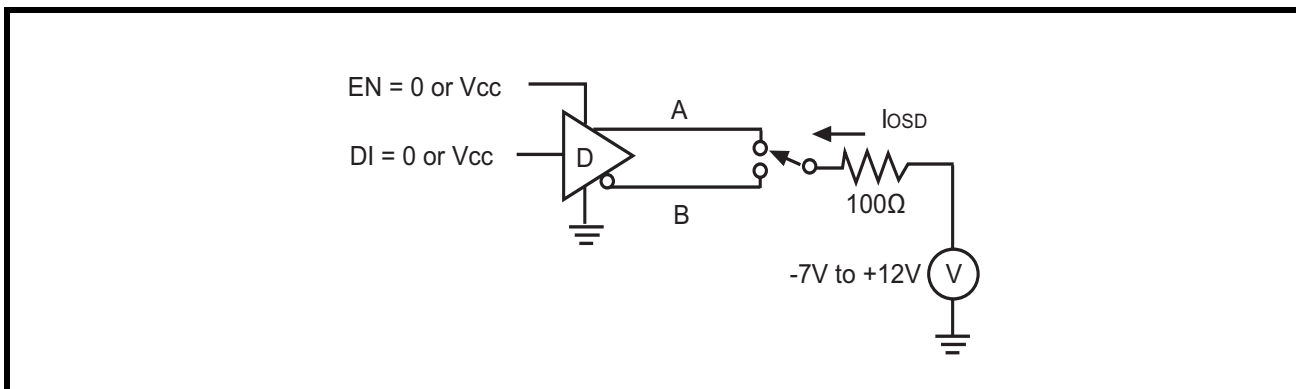 EN = 0 or Vcc
A
IOSD
DI = 0 or Vcc
D
100Ω
B
-7V to +12V
V